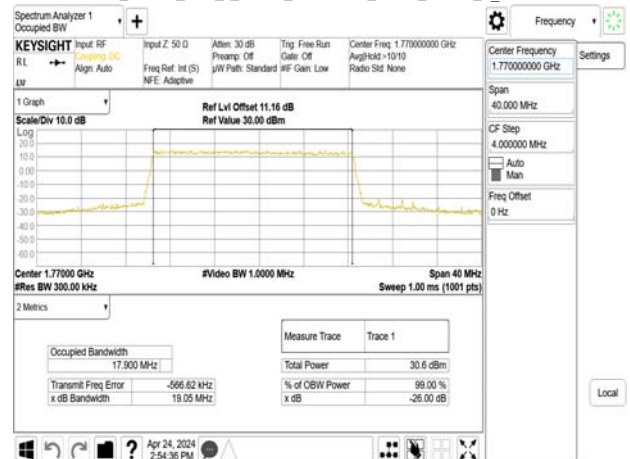 Spectrum Analyzer 1
Occupied BW
Frequency
KEYSIGHT
RL
LU
Input: RF
Coupling: DC
Align: Auto
Input Z: 50 Ω
Freq Ref: Int (S)
NFE: Adaptive
Atten: 30 dB
Preamp: Off
µW Path: Standard
Trig: Free Run
Gate: Off
#IF Gain: Low
Center Freq: 1.770000000 GHz
Avg|Hold:>10/10
Radio Std: None
Center Frequency
1.770000000 GHz
Settings
Span
40.000 MHz
CF Step
4.000000 MHz
Auto
Man
Freq Offset
0 Hz
Local
1 Graph
Scale/Div 10.0 dB
Ref Lvl Offset 11.16 dB
Ref Value 30.00 dBm
Log
20.0
10.0
0.00
-10.0
-20.0
-30.0
-40.0
-50.0
-60.0
Center 1.77000 GHz
#Video BW 1.0000 MHz
Span 40 MHz
#Res BW 300.00 kHz
Sweep 1.00 ms (1001 pts)
2 Metrics
Measure Trace Trace 1
Occupied Bandwidth
17.900 MHz
Total Power 30.6 dBm
Transmit Freq Error -566.62 kHz
% of OBW Power 99.00 %
x dB Bandwidth 19.05 MHz
x dB -26.00 dB
?
Apr 24, 2024
2:54:36 PM